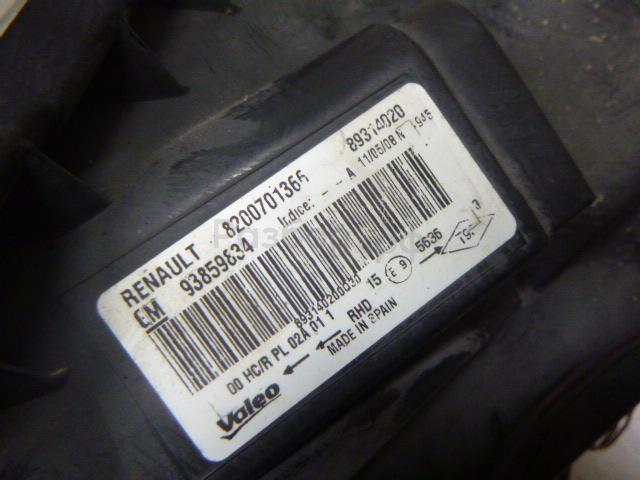 RENAULT 8200701366 89314020
GM 93859834 Indice: - - A 11/05/08 N 1945
89314020
00 HC/R PL 02A 01 1 RHD 15 E 9 5636
MADE IN SPAIN
Valeo